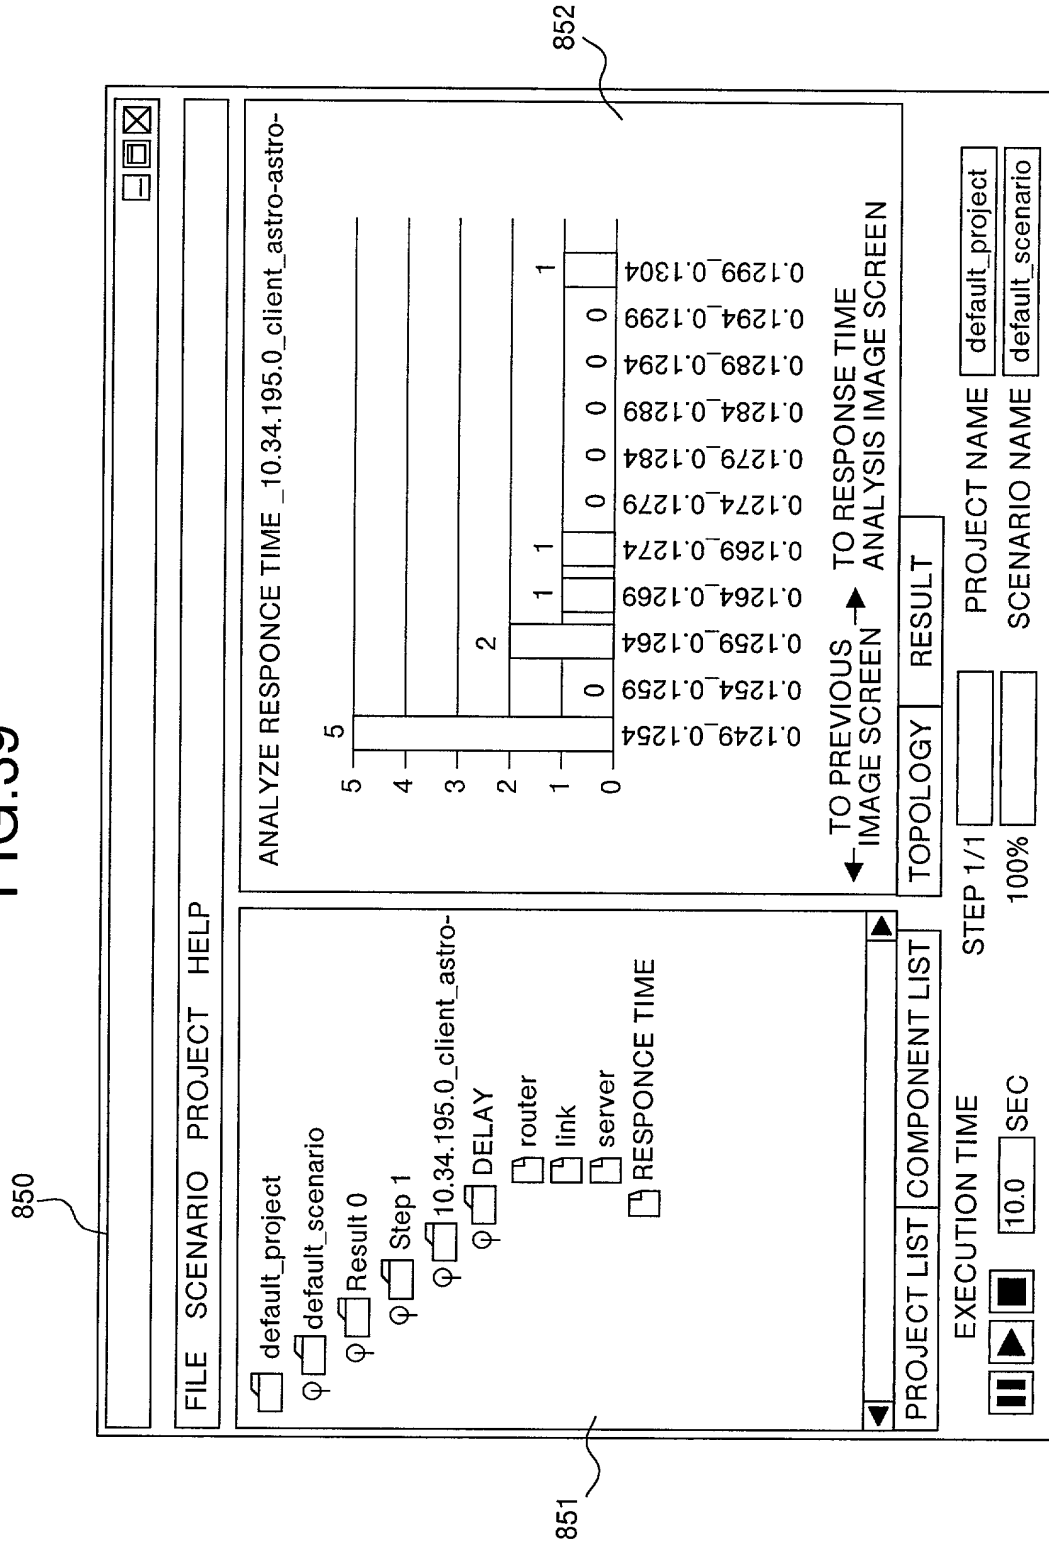 FIG.39
850
FILE SCENARIO PROJECT HELP
default_project
default_scenario
Result 0
Step 1
10.34.195.0_client_astro-
DELAY
router
link
server
RESPONCE TIME
851
PROJECT LIST
COMPONENT LIST
ANALYZE RESPONCE TIME _10.34.195.0_client_astro-astro-
5
4
3
2
1
0
5
0
2
1
1
0
0
0
0
0
1
0.1249_0.1254
0.1254_0.1259
0.1259_0.1264
0.1264_0.1269
0.1269_0.1274
0.1274_0.1279
0.1279_0.1284
0.1284_0.1289
0.1289_0.1294
0.1294_0.1299
0.1299_0.1304
TO PREVIOUS
IMAGE SCREEN
TO RESPONSE TIME
ANALYSIS IMAGE SCREEN
852
TOPOLOGY
RESULT
EXECUTION TIME
10.0 SEC
STEP 1/1
100%
PROJECT NAME default_project
SCENARIO NAME default_scenario